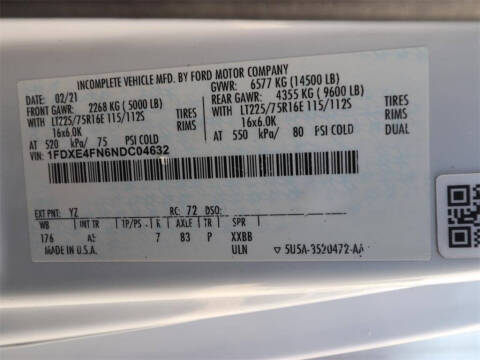 INCOMPLETE VEHICLE MFD. BY FORD MOTOR COMPANY
DATE: 02/21 GVWR: 6577 KG (14500 LB)
FRONT GAWR: 2268 KG (5000 LB) REAR GAWR: 4355 KG (9600 LB)
WITH LT225/75R16E 115/112S TIRES WITH LT225/75R16E 115/112S TIRES
16x6.0K RIMS 16x6.0K RIMS
AT 520 kPa/ 75 PSI COLD AT 550 kPa/ 80 PSI COLD DUAL
VIN: 1FDXE4FN6NDC04632
EXT PNT: YZ RC: 72 DSO:
WB INT TR TP/PS R AXLE TR SPR
176 7 83 P XXBB
MADE IN U.S.A. ULN ▽ 5U5A-3520472-AA